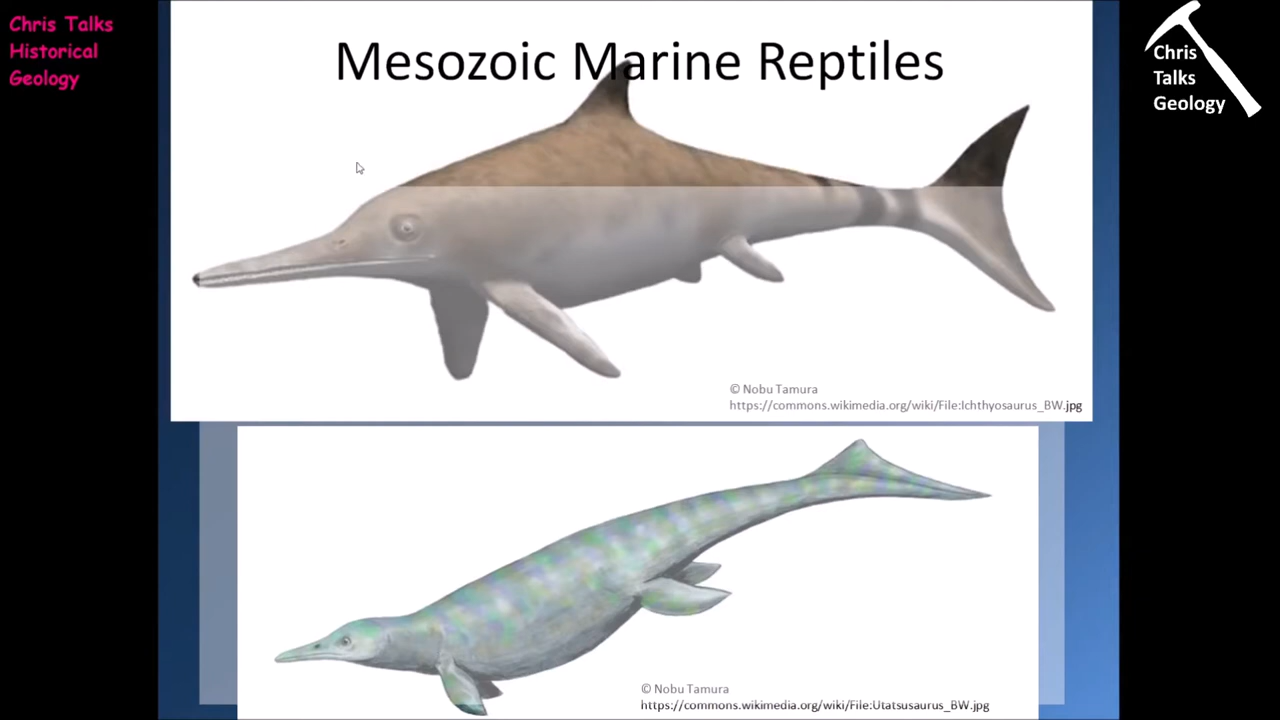 Chris Talks
Historical
Geology
Mesozoic Marine Reptiles
Chris
Talks
Geology
© Nobu Tamura
https://commons.wikimedia.org/wiki/File:Ichthyosaurus_BW.jpg
© Nobu Tamura
https://commons.wikimedia.org/wiki/File:Utatsusaurus_BW.jpg